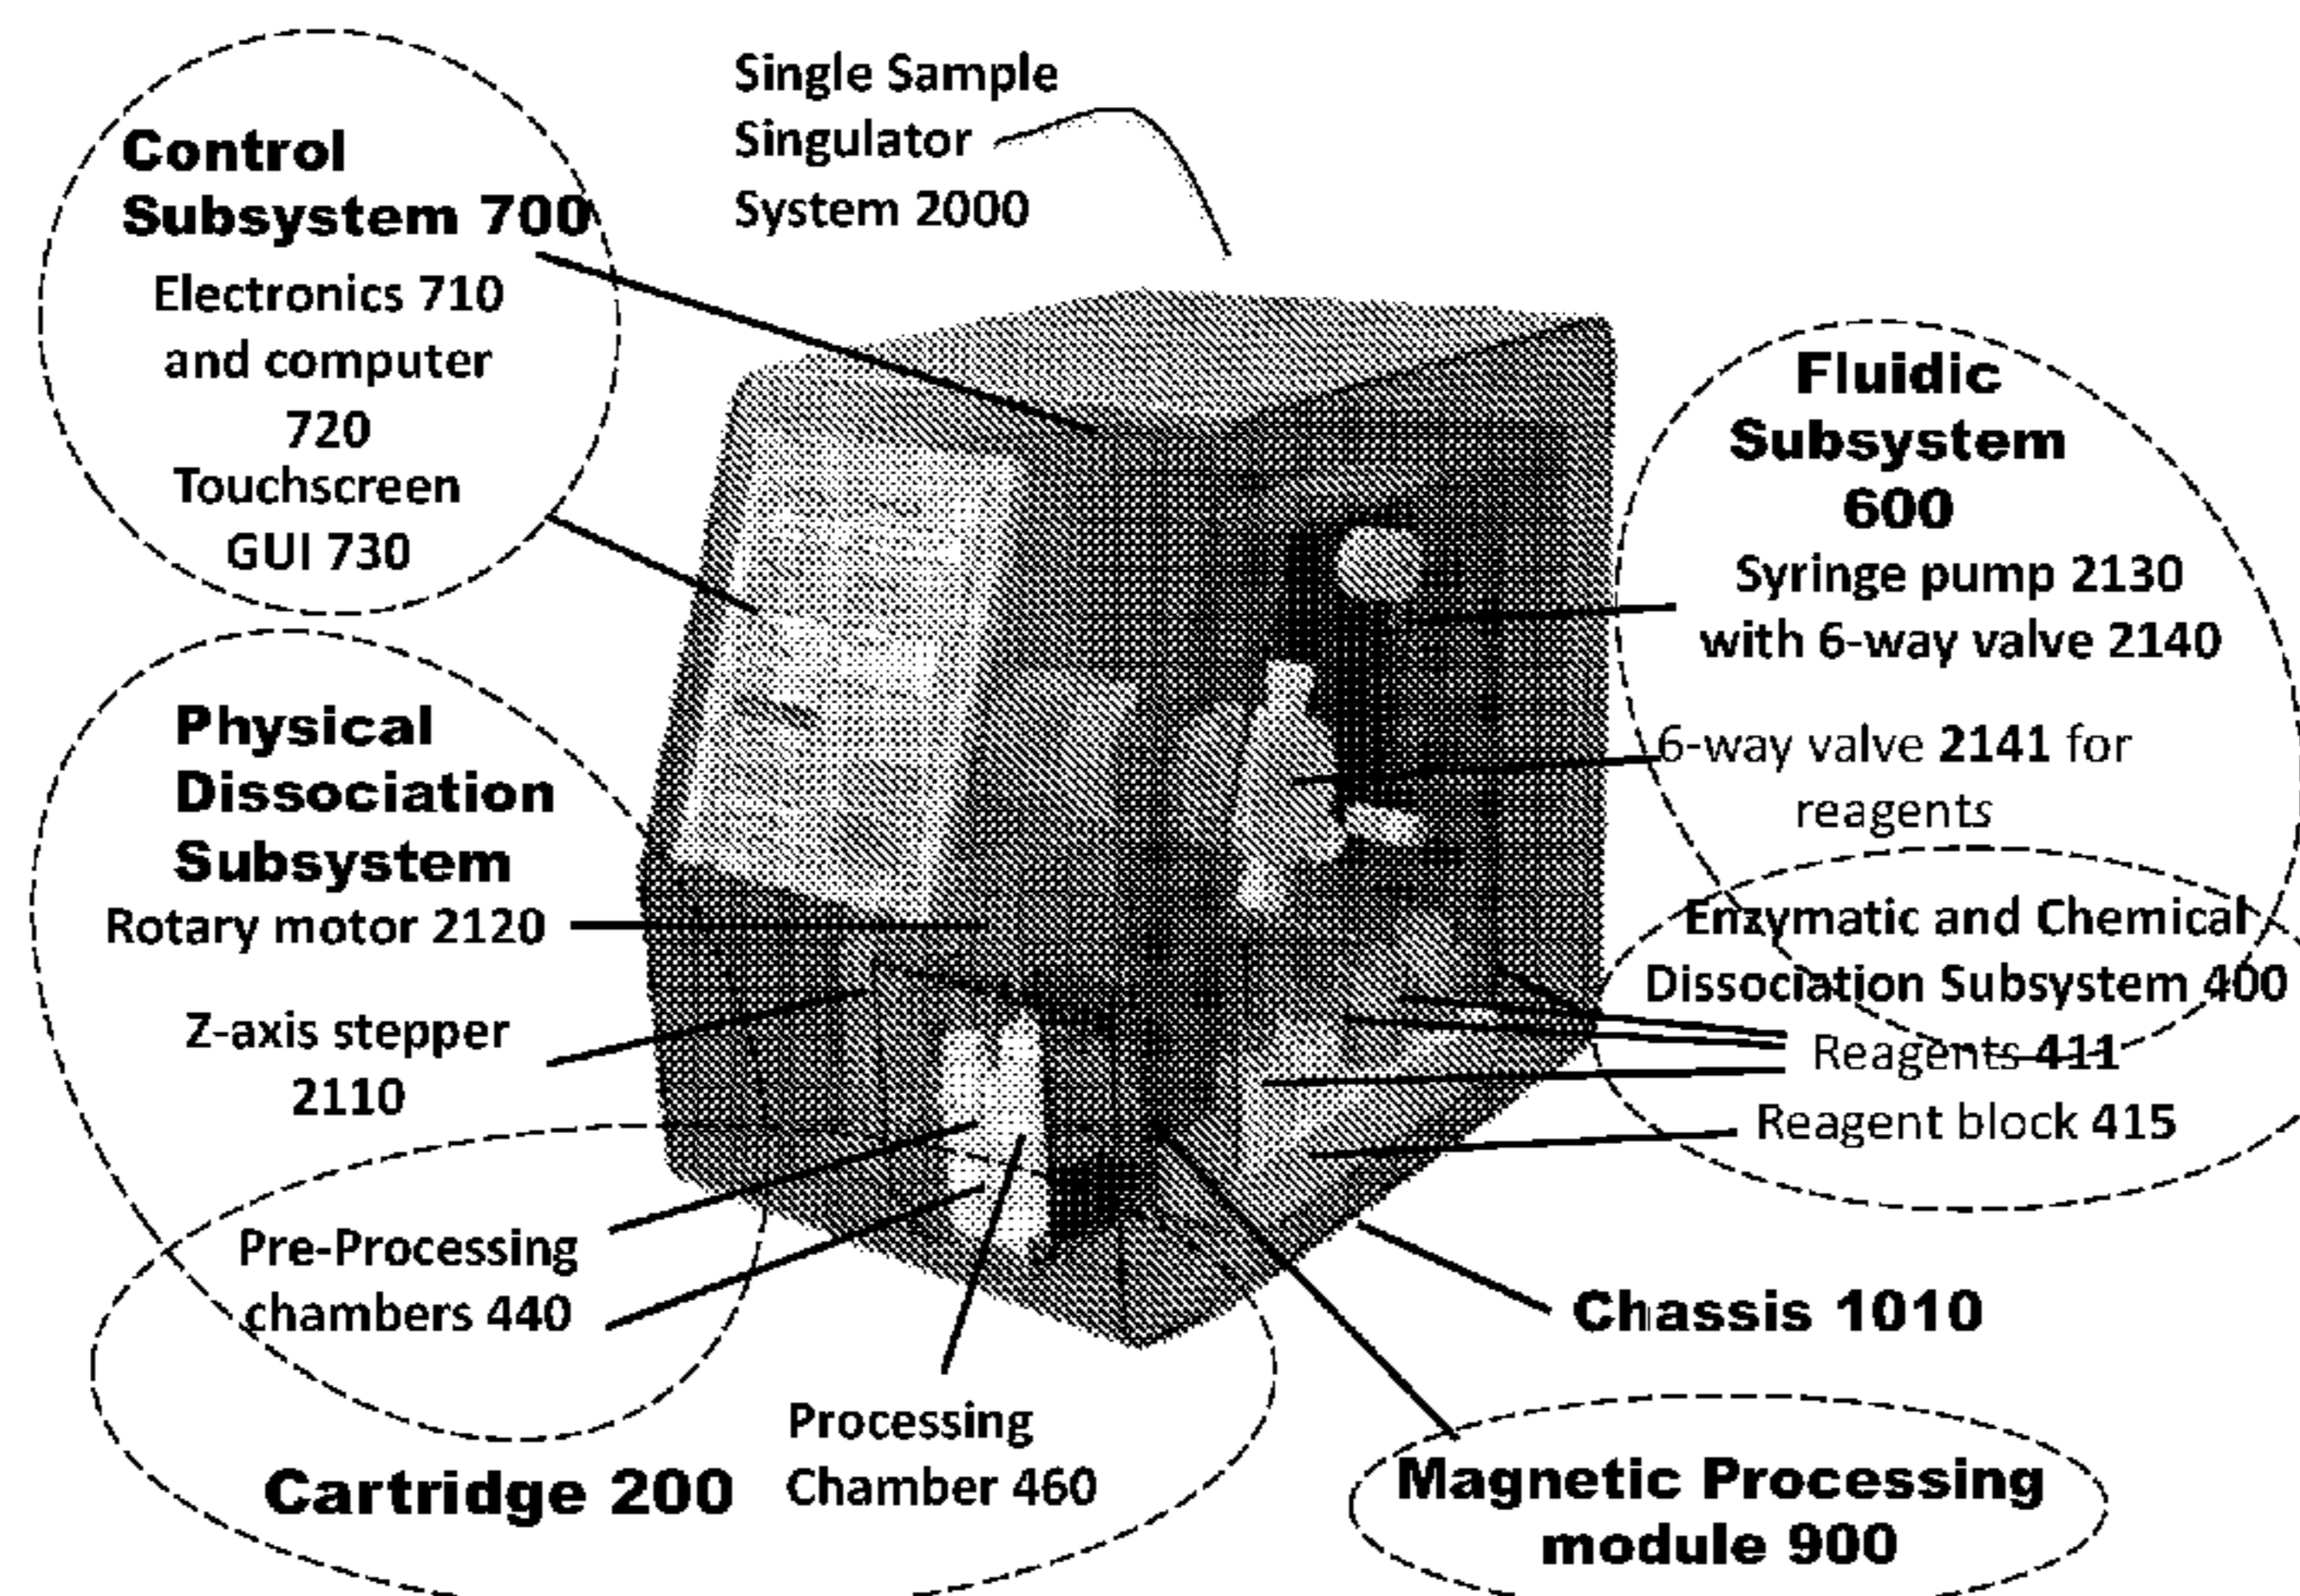 Single Sample
Singulator
System 2000
Control
Subsystem 700
Electronics 710
and computer
720
Touchscreen
GUI 730
Fluidic
Subsystem
600
Syringe pump 2130
with 6-way valve 2140
6-way valve 2141 for
reagents
Physical
Dissociation
Subsystem
Rotary motor 2120
Z-axis stepper
2110
Enzymatic and Chemical
Dissociation Subsystem 400
Reagents 411
Reagent block 415
Pre-Processing
chambers 440
Processing
Chamber 460
Cartridge 200
Chassis 1010
Magnetic Processing
module 900